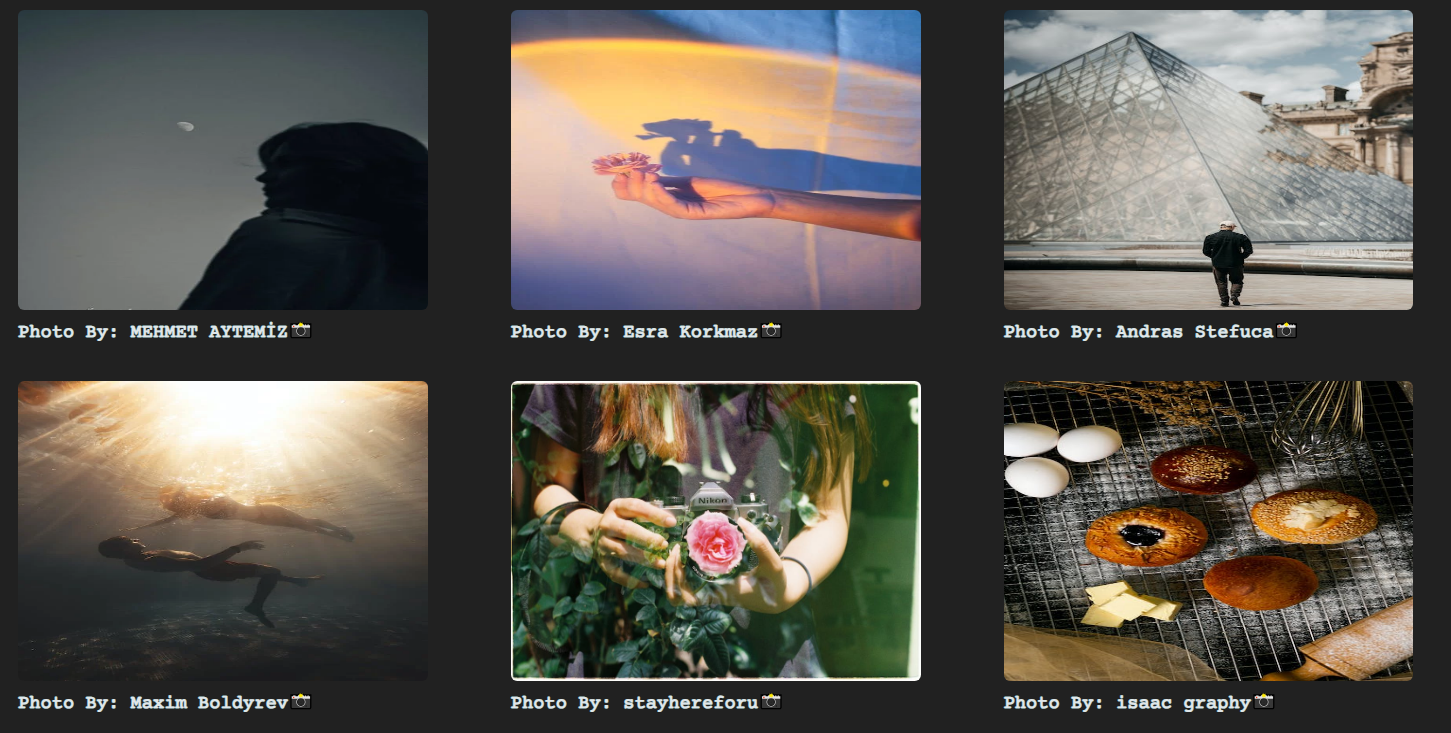 Photo By: MEHMET AYTEMİZ📸
Photo By: Esra Korkmaz📸
Photo By: Andras Stefuca📸
Nikon
Photo By: Maxim Boldyrev📸
Photo By: stayhereforu📸
Photo By: isaac graphy📸